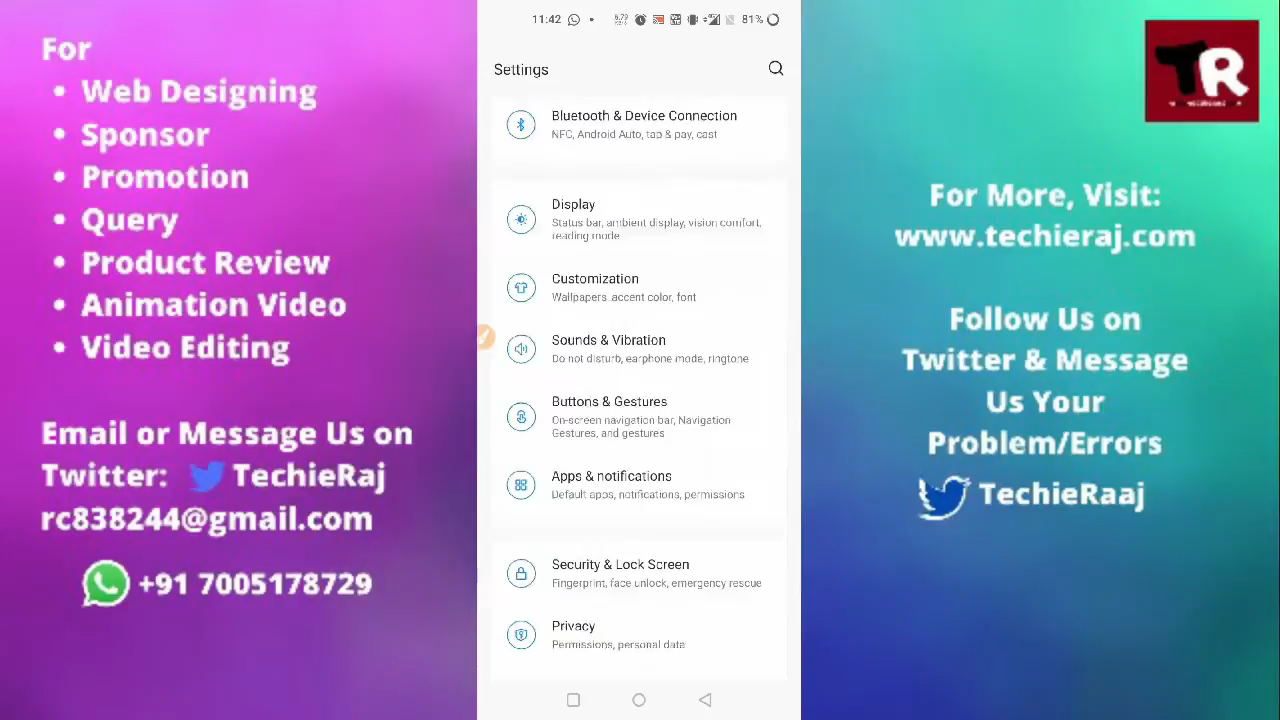 For
• Web Designing
• Sponsor
• Promotion
• Query
• Product Review
• Animation Video
• Video Editing
Email or Message Us on
Twitter: TechieRaj
rc838244@gmail.com
+91 7005178729
11:42
81%
Settings
Bluetooth & Device Connection
NFC, Android Auto, tap & pay, cast
Display
Status bar, ambient display, vision comfort,
reading mode
Customization
Wallpapers ,accent color, font
Sounds & Vibration
Do not disturb, earphone mode, ringtone
Buttons & Gestures
On-screen navigation bar, Navigation
Gestures, and gestures
Apps & notifications
Default apps, notifications, permissions
Security & Lock Screen
Fingerprint, face unlock, emergency rescue
Privacy
Permissions, personal data
TR
For More, Visit:
www.techieraj.com
Follow Us on
Twitter & Message
Us Your
Problem/Errors
TechieRaaj